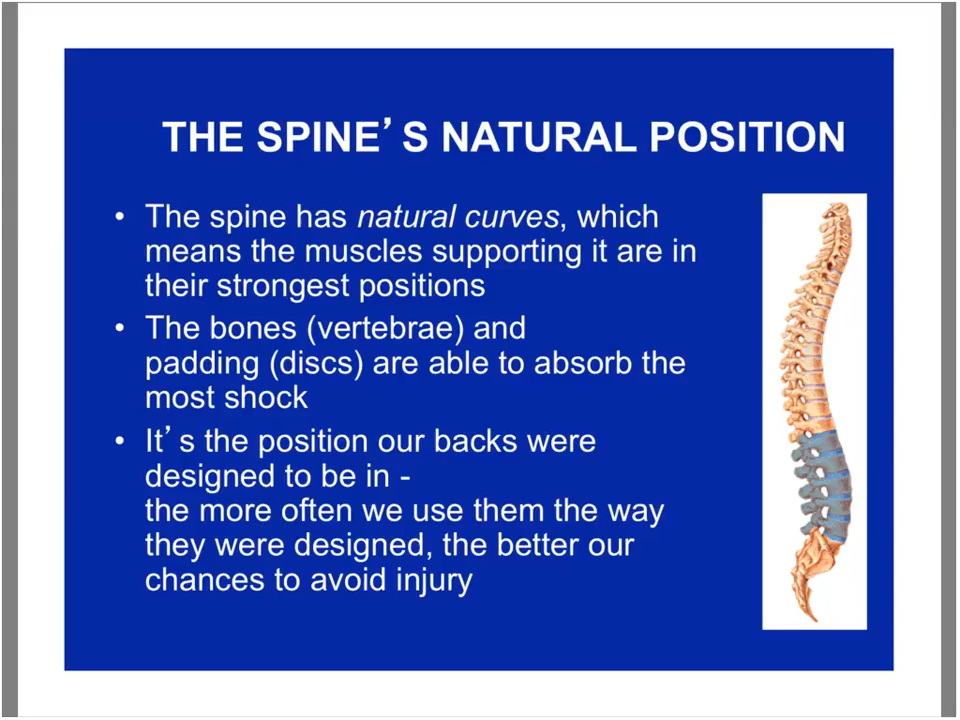 THE SPINE’S NATURAL POSITION
• The spine has natural curves, which
means the muscles supporting it are in
their strongest positions
• The bones (vertebrae) and
padding (discs) are able to absorb the
most shock
• It’s the position our backs were
designed to be in -
the more often we use them the way
they were designed, the better our
chances to avoid injury